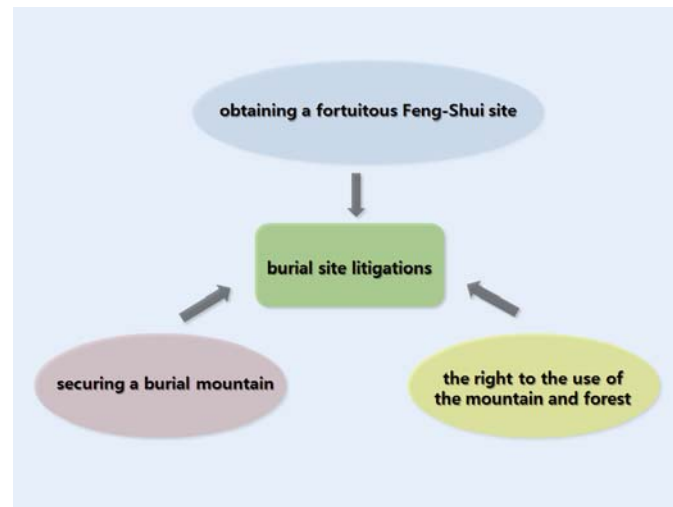 obtaining a fortuitous Feng-Shui site
burial site litigations
securing a burial mountain
the right to the use of
the mountain and forest